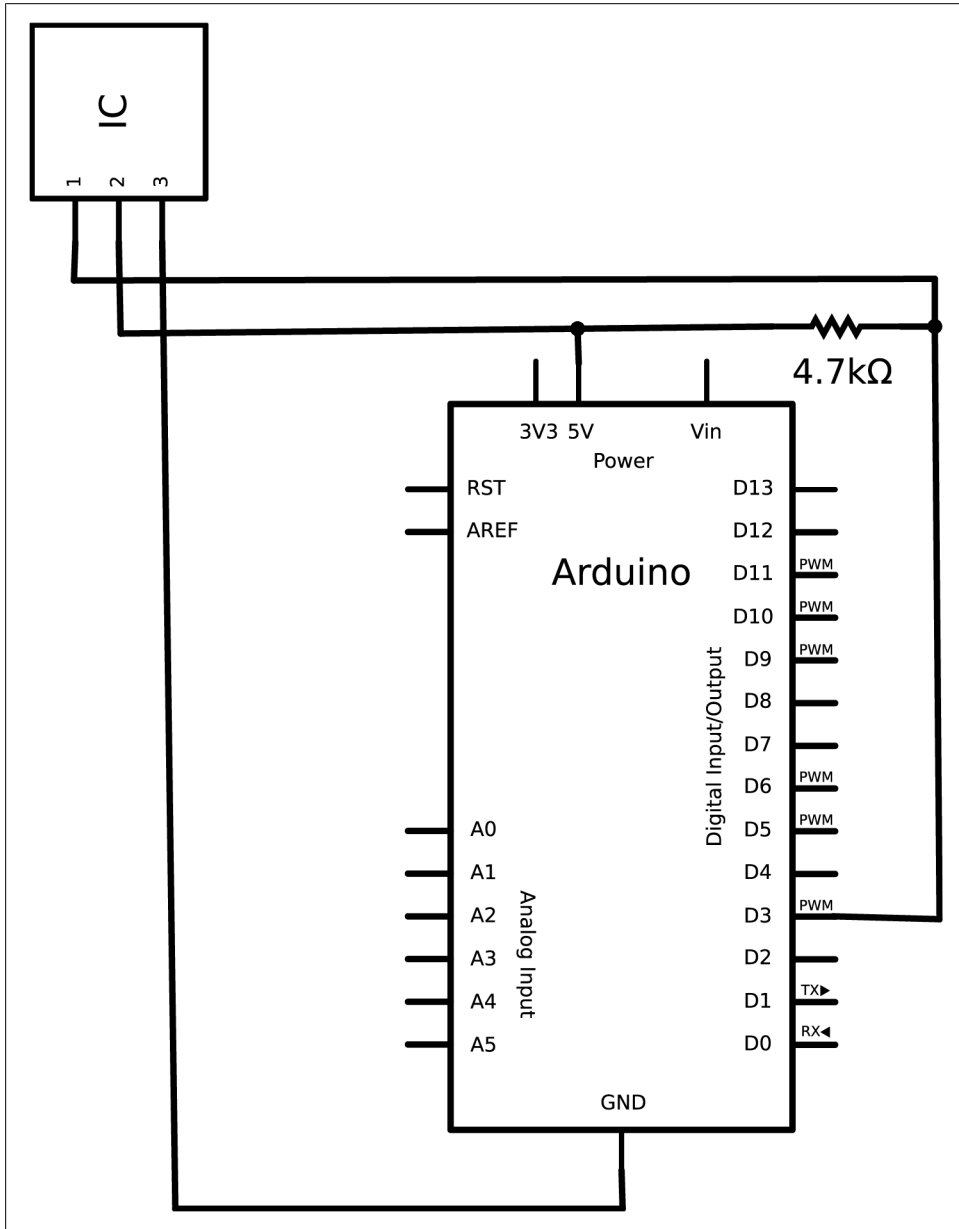 IC
1 2 3
4.7kΩ
3V3 5V Vin
Power
RST
AREF
Arduino
D13
D12
D11 PWM
D10 PWM
D9 PWM
D8
D7
D6 PWM
D5 PWM
D4
D3 PWM
D2
D1 TX▶
D0 RX◀
Digital Input/Output
A0
A1
A2
A3
A4
A5
Analog Input
GND